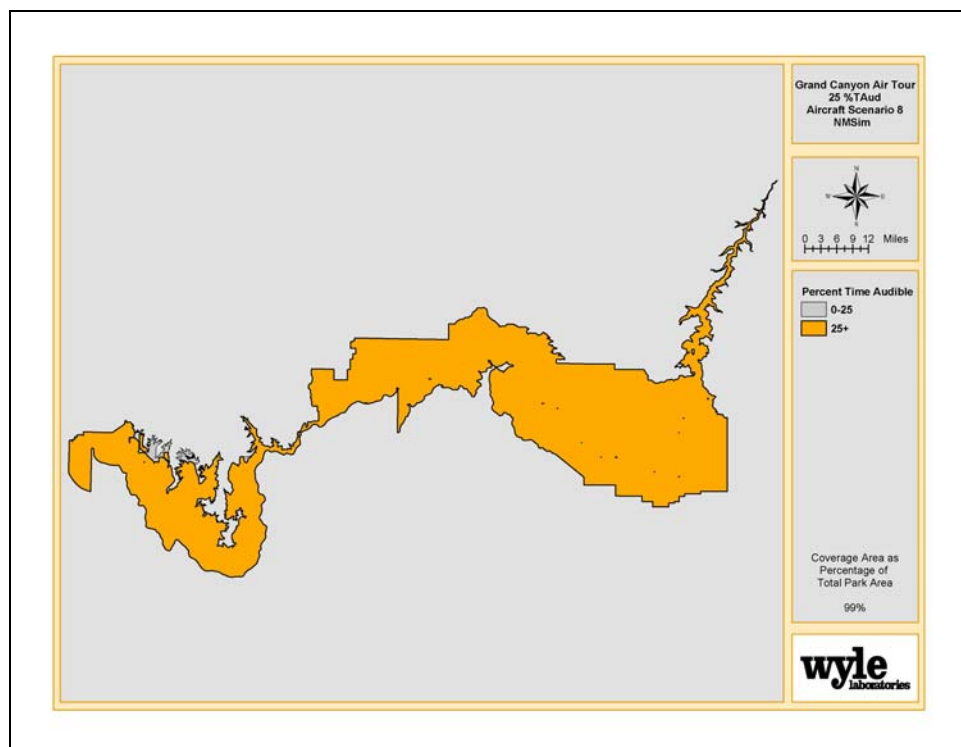 Grand Canyon Air Tour
25 %TAud
Aircraft Scenario 8
NMSim
N
W E
S
0 3 6 9 12 Miles
Percent Time Audible
0-25
25+
Coverage Area as
Percentage of
Total Park Area
99%
wyle
laboratories